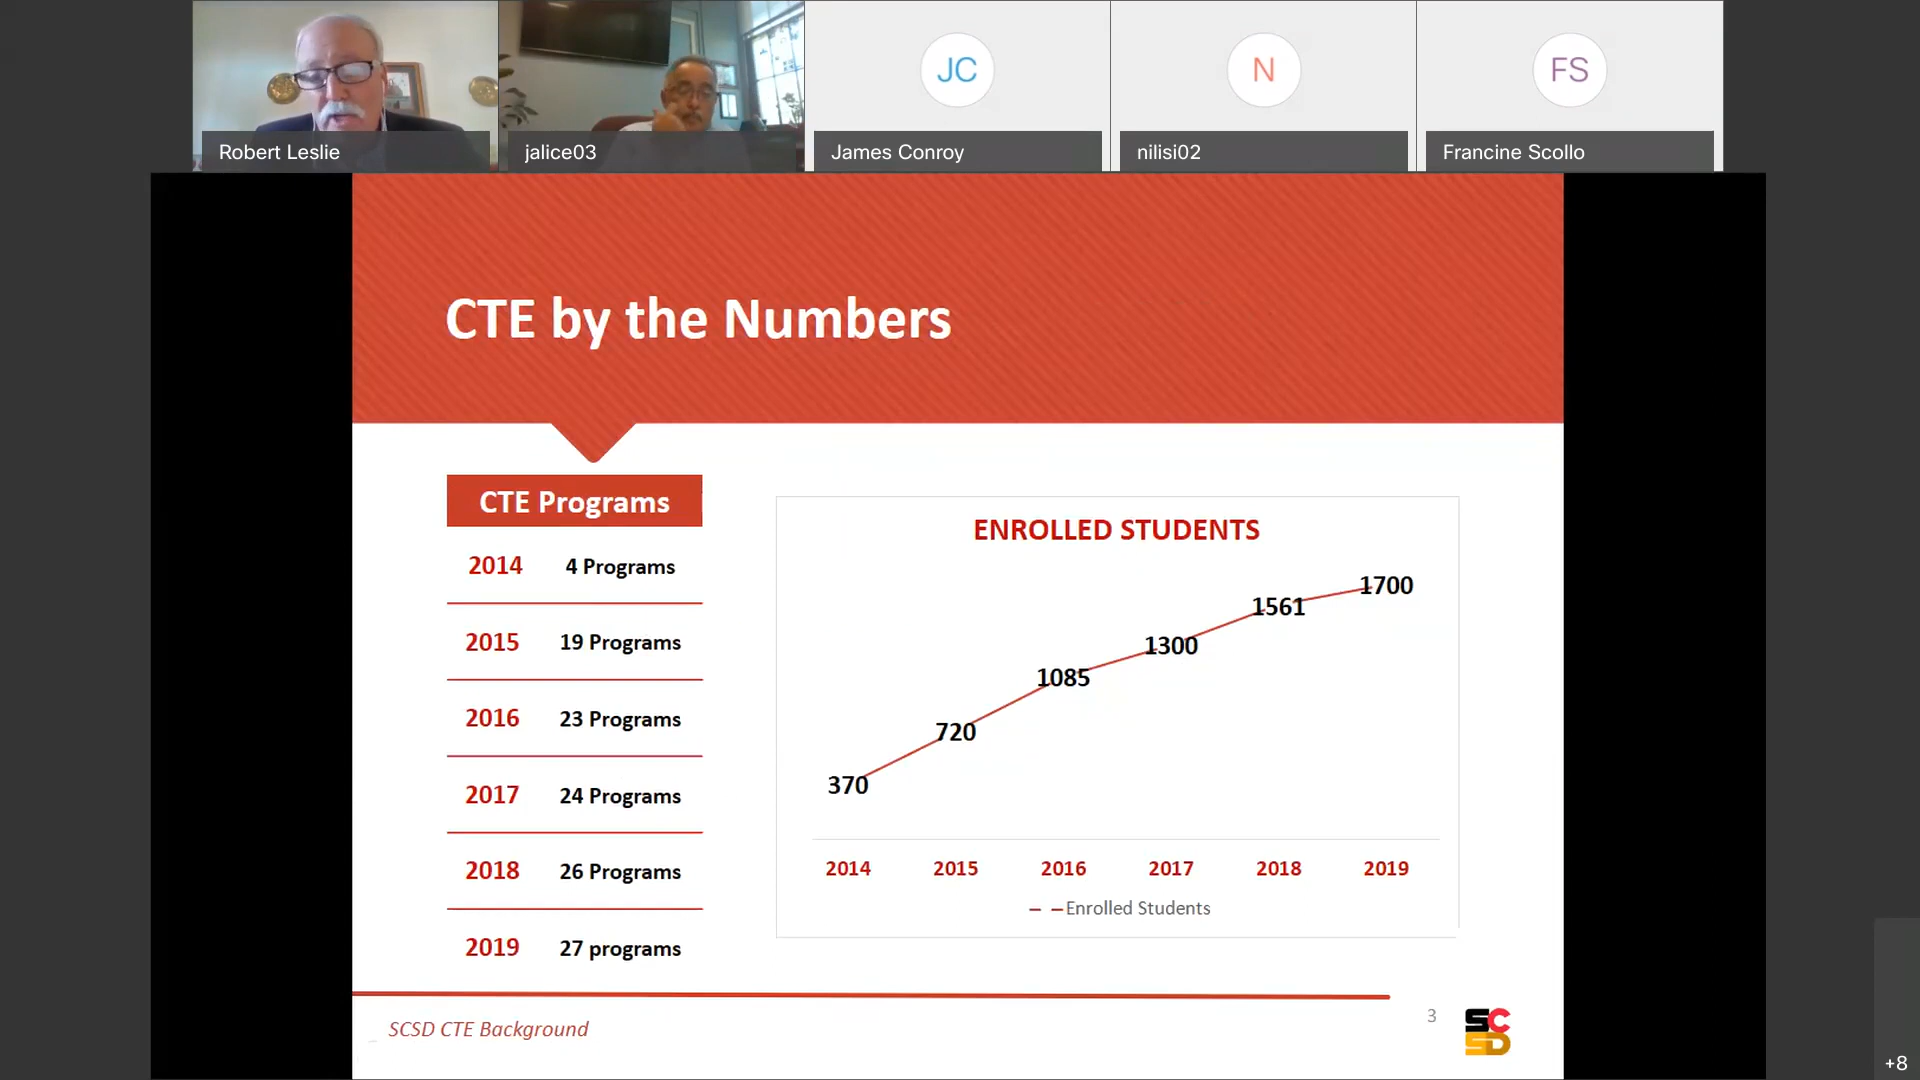 JC
N
FS
Robert Leslie
jalice03
James Conroy
nilisi02
Francine Scollo
CTE by the Numbers
CTE Programs
2014 4 Programs
2015 19 Programs
2016 23 Programs
2017 24 Programs
2018 26 Programs
2019 27 programs
ENROLLED STUDENTS
370
720
1085
1300
1561
1700
2014 2015 2016 2017 2018 2019
Enrolled Students
SCSD CTE Background
3
SC
SD
+8